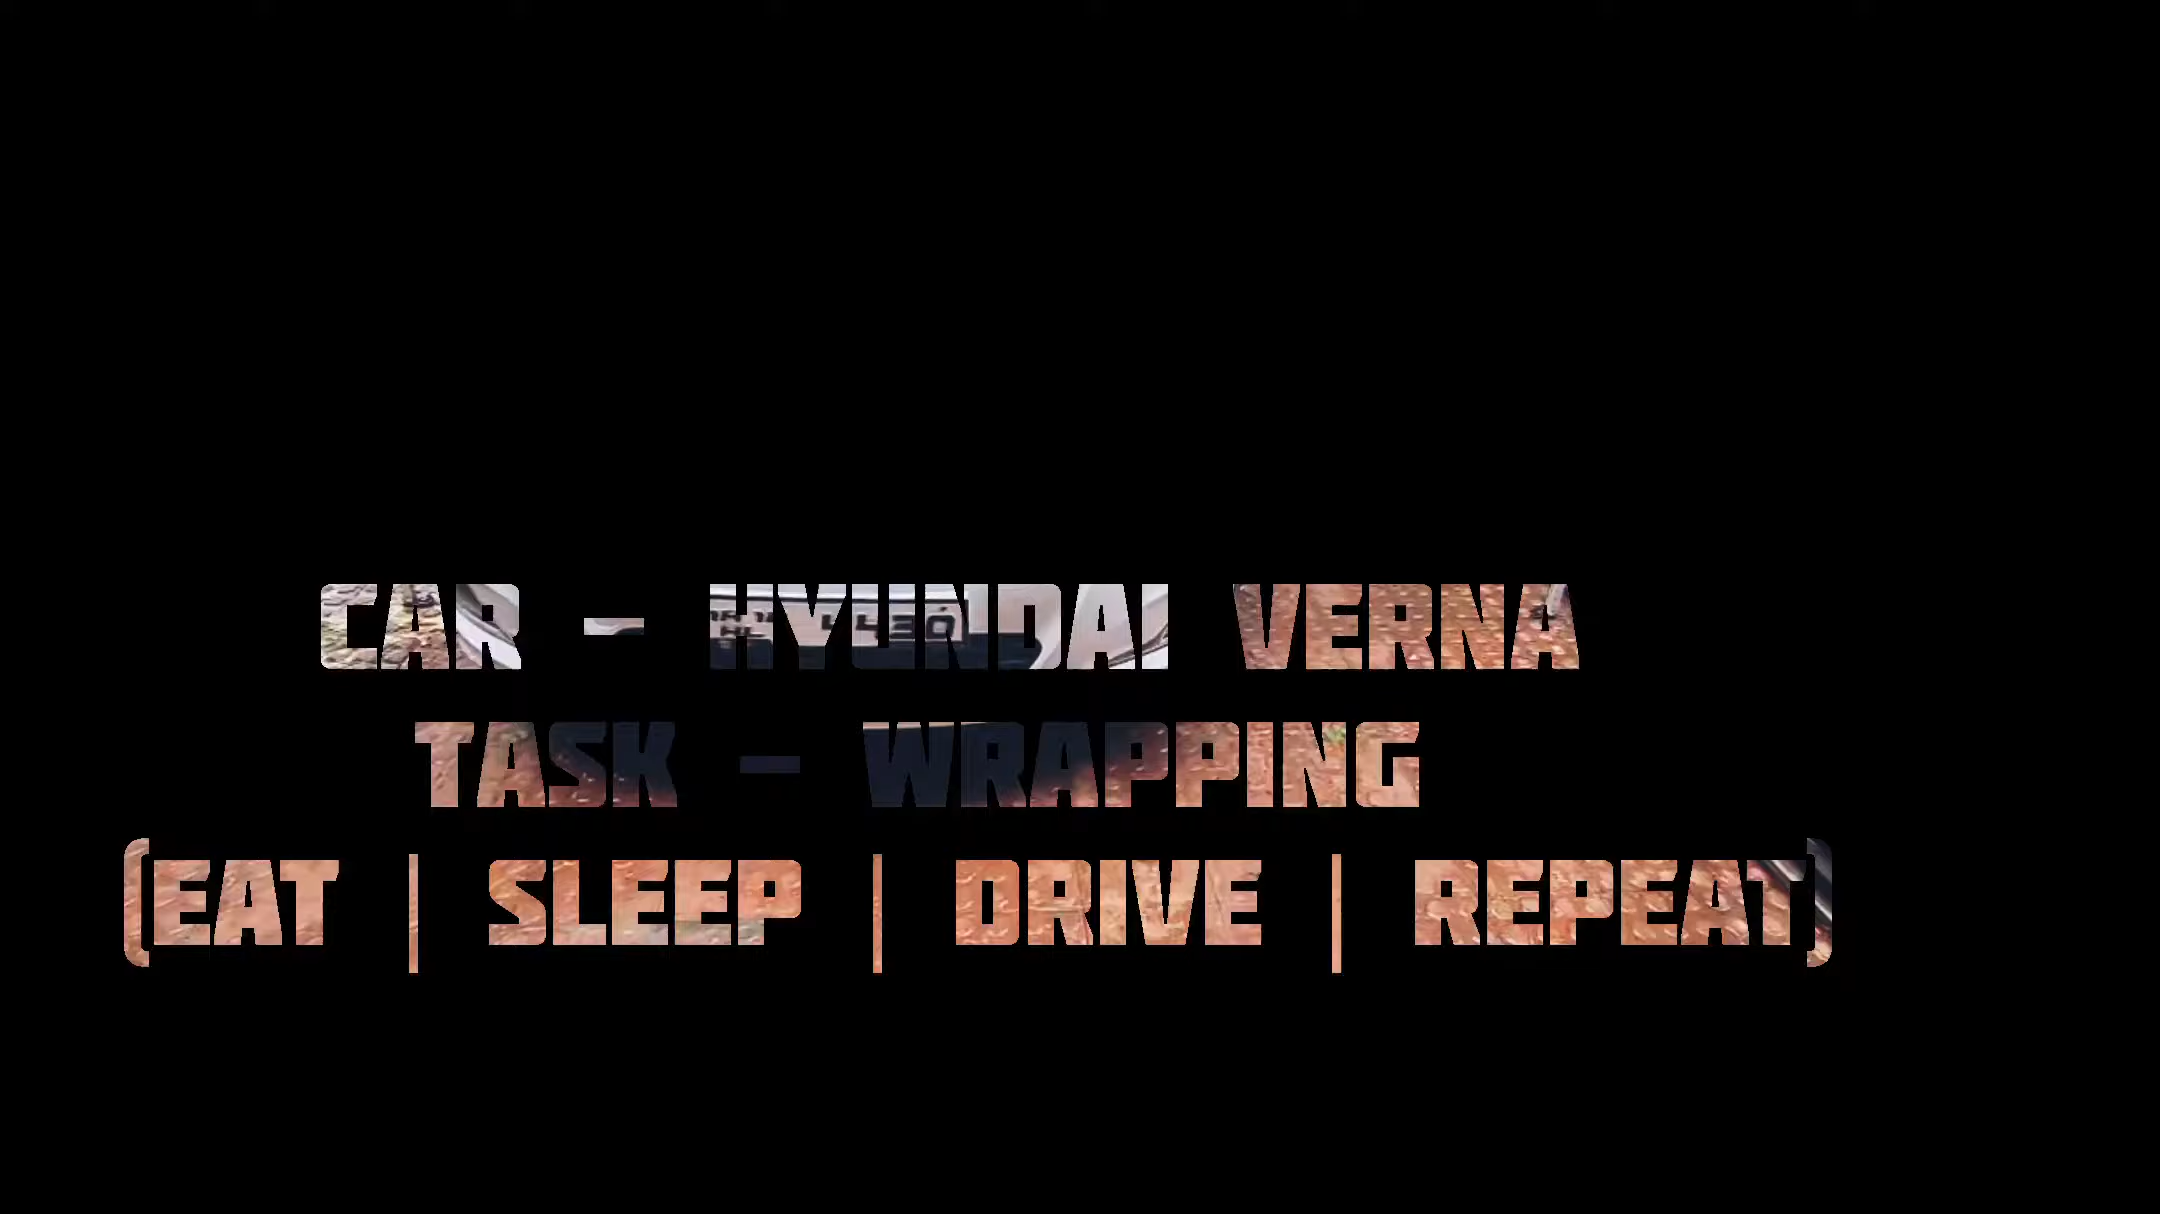 CAR - HYUNDAI VERNA
TASK - WRAPPING
(EAT | SLEEP | DRIVE | REPEAT)